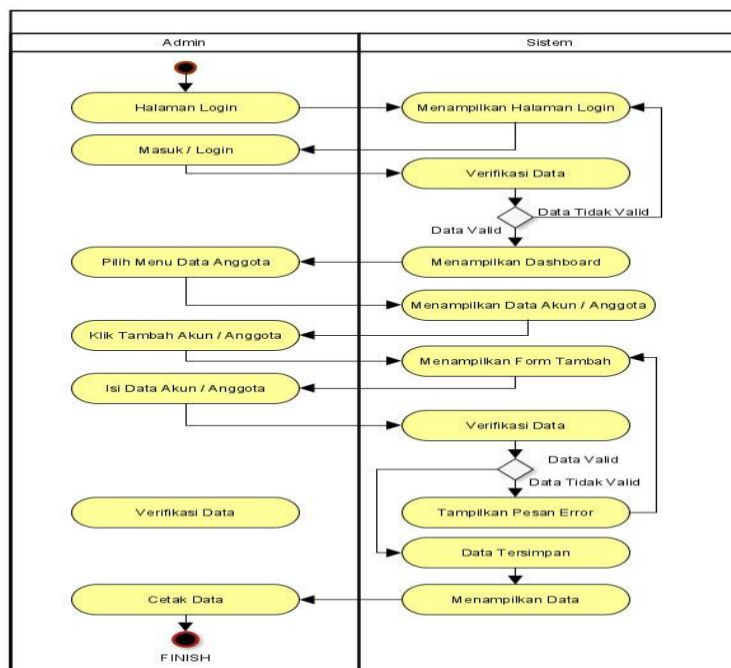 Admin
Sistem
Halaman Login
Menampilkan Halaman Login
Masuk / Login
Verifikasi Data
Data Tidak Valid
Data Valid
Pilih Menu Data Anggota
Menampilkan Dashboard
Menampilkan Data Akun / Anggota
Klik Tambah Akun / Anggota
Menampilkan Form Tambah
Isi Data Akun / Anggota
Verifikasi Data
Data Valid
Data Tidak Valid
Verifikasi Data
Tampilkan Pesan Error
Data Tersimpan
Cetak Data
Menampilkan Data
FINISH